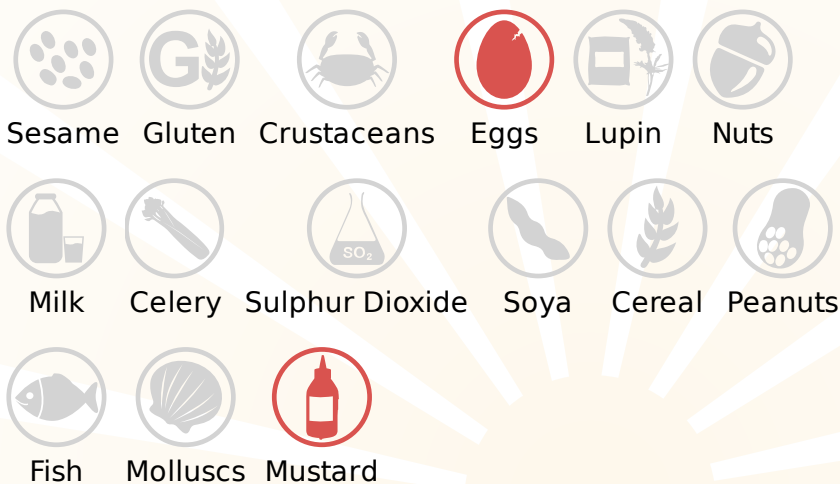 G
Sesame Gluten Crustaceans Eggs Lupin Nuts
SO₂
Milk Celery Sulphur Dioxide Soya Cereal Peanuts
Fish Molluscs Mustard